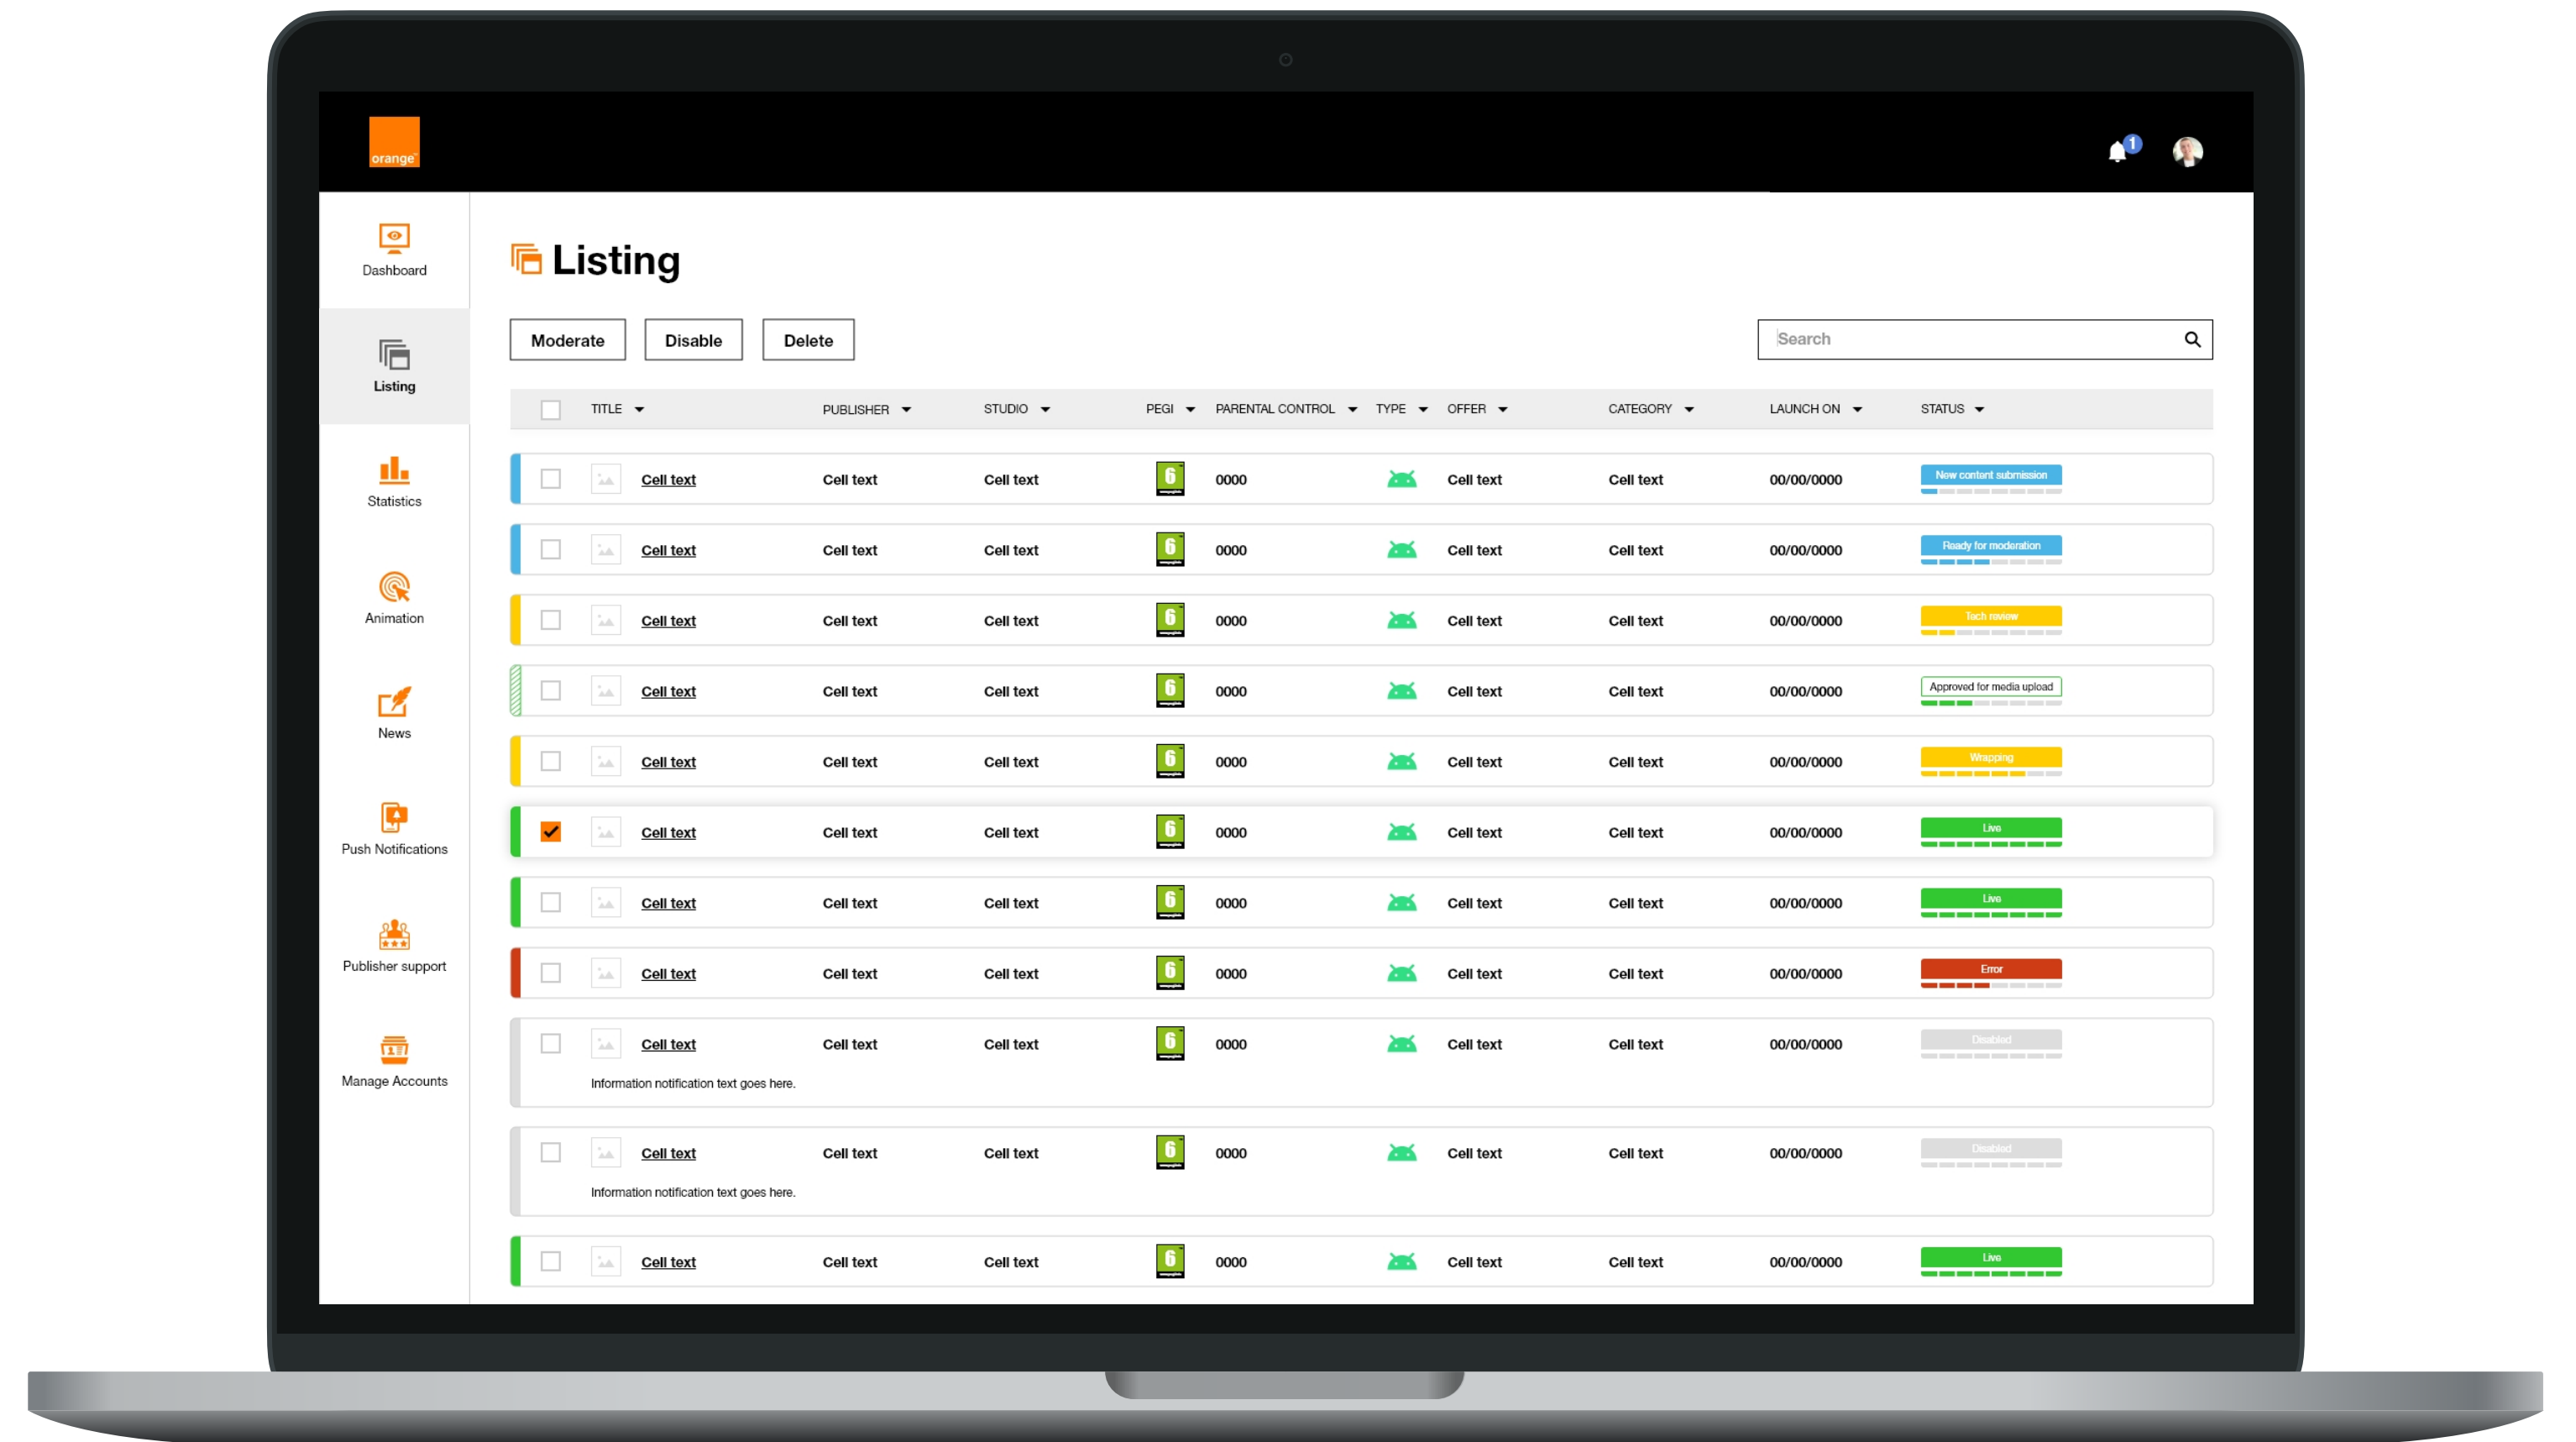 orange™
1
Dashboard
Listing
Statistics
Animation
News
Push Notifications
Publisher support
Manage Accounts
Listing
Moderate Disable Delete
Search
TITLE PUBLISHER STUDIO PEGI PARENTAL CONTROL TYPE OFFER CATEGORY LAUNCH ON STATUS
Cell text Cell text Cell text 6 0000 Cell text Cell text 00/00/0000 New content submission
Cell text Cell text Cell text 6 0000 Cell text Cell text 00/00/0000 Ready for moderation
Cell text Cell text Cell text 6 0000 Cell text Cell text 00/00/0000 Tech review
Cell text Cell text Cell text 6 0000 Cell text Cell text 00/00/0000 Approved for media upload
Cell text Cell text Cell text 6 0000 Cell text Cell text 00/00/0000 Wrapping
Cell text Cell text Cell text 6 0000 Cell text Cell text 00/00/0000 Live
Cell text Cell text Cell text 6 0000 Cell text Cell text 00/00/0000 Live
Cell text Cell text Cell text 6 0000 Cell text Cell text 00/00/0000 Error
Cell text Cell text Cell text 6 0000 Cell text Cell text 00/00/0000 Disabled
Information notification text goes here.
Cell text Cell text Cell text 6 0000 Cell text Cell text 00/00/0000 Disabled
Information notification text goes here.
Cell text Cell text Cell text 6 0000 Cell text Cell text 00/00/0000 Live